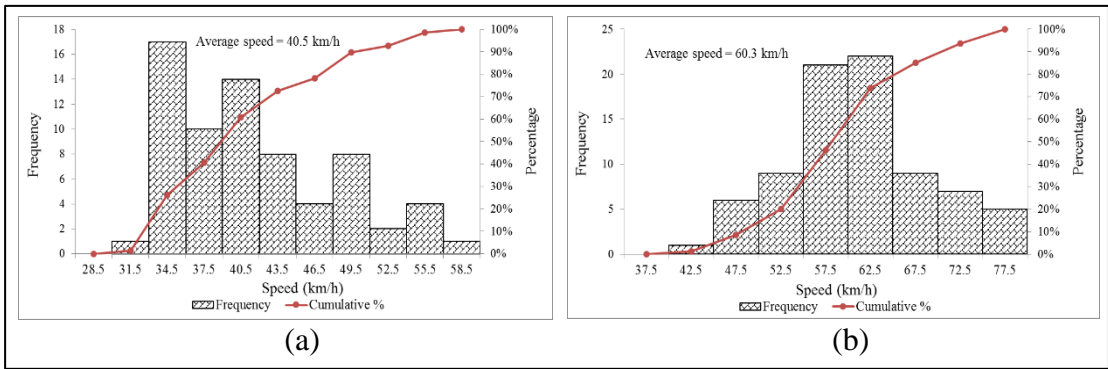 18
16
14
12
10
8
6
4
2
0
Frequency
Average speed = 40.5 km/h
100%
90%
80%
70%
60%
50%
40%
30%
20%
10%
0%
Percentage
28.5 31.5 34.5 37.5 40.5 43.5 46.5 49.5 52.5 55.5 58.5
Speed (km/h)
Frequency Cumulative %
(a)
25
20
15
10
5
0
Frequency
Average speed = 60.3 km/h
100%
90%
80%
70%
60%
50%
40%
30%
20%
10%
0%
Percentage
37.5 42.5 47.5 52.5 57.5 62.5 67.5 72.5 77.5
Speed (km/h)
Frequency Cumulative %
(b)